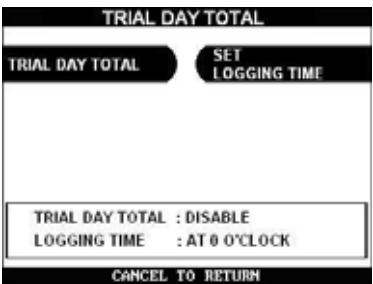 TRIAL DAY TOTAL
TRIAL DAY TOTAL
SET
LOGGING TIME
TRIAL DAY TOTAL : DISABLE
LOGGING TIME : AT 0 O'CLOCK
CANCEL TO RETURN